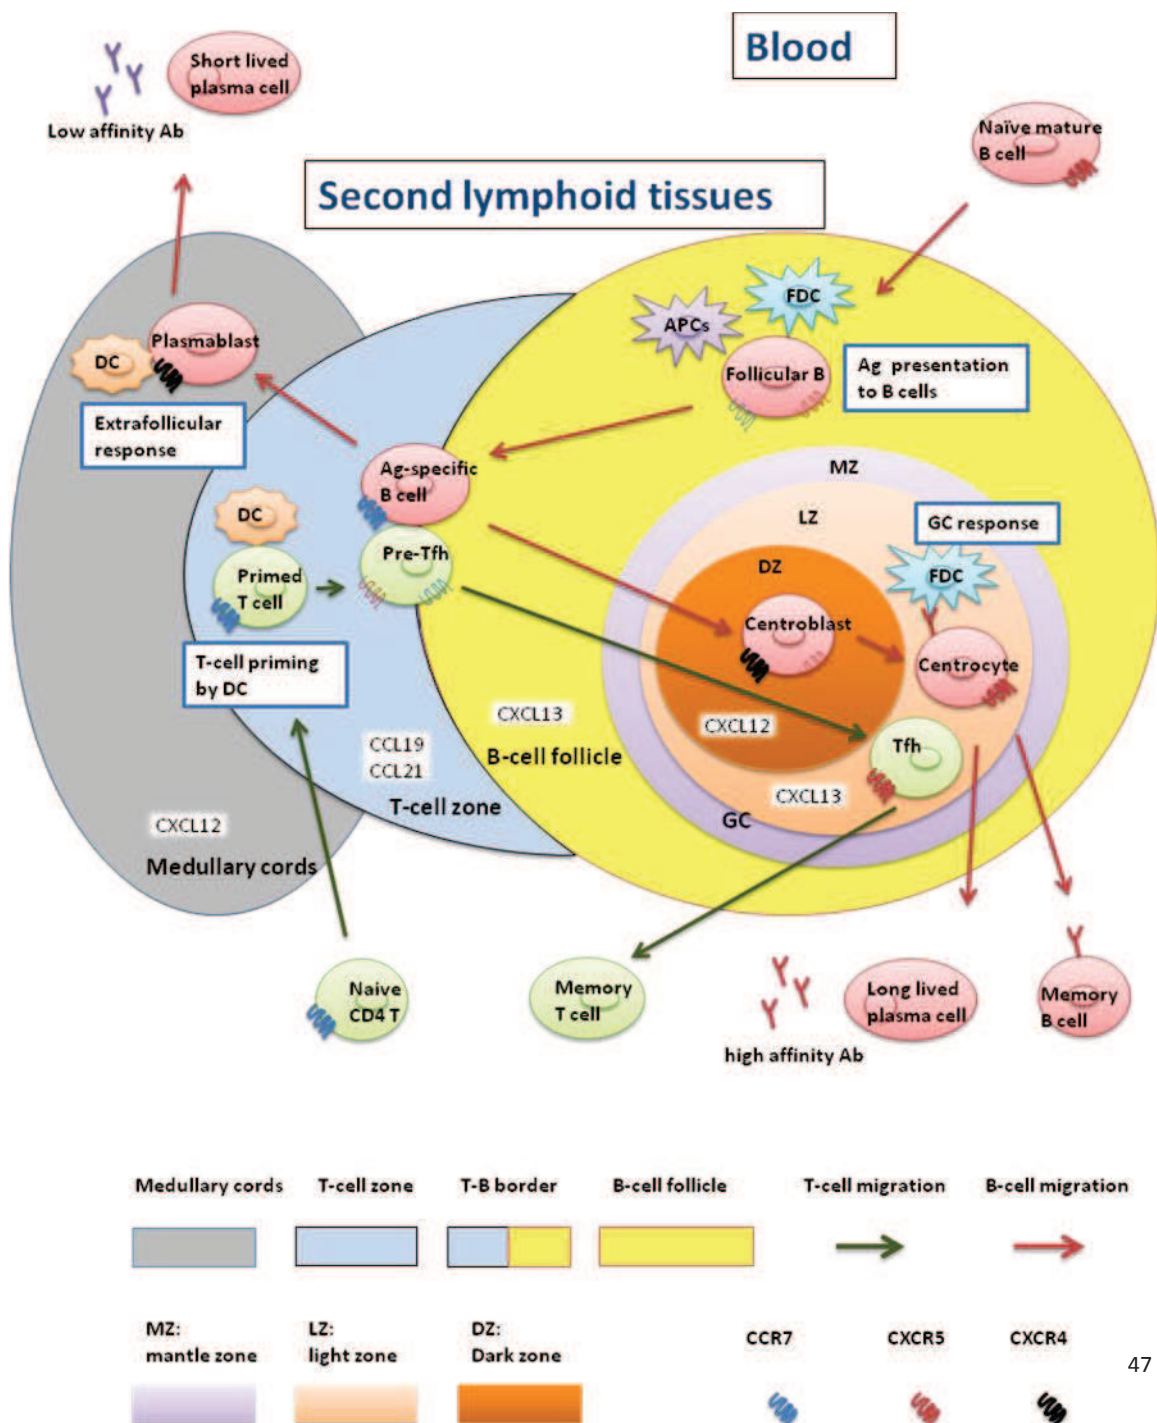 Blood
Short lived
plasma cell
Low affinity Ab
Naïve mature
B cell
Second lymphoid tissues
FDC
APCs
Plasmablast
DC
Follicular B
Ag presentation
to B cells
Extrafollicular
response
Ag-specific
B cell
MZ
LZ
GC response
DC
Pre-Tfh
DZ
FDC
Primed
T cell
Centroblast
Centrocyte
T-cell priming
by DC
CXCL13
CXCL12
CCL19
CCL21
B-cell follicle
Tfh
T-cell zone
CXCL13
GC
CXCL12
Medullary cords
Naive
CD4 T
Memory
T cell
Long lived
plasma cell
Memory
B cell
high affinity Ab
Medullary cords
T-cell zone
T-B border
B-cell follicle
T-cell migration
B-cell migration
MZ:
mantle zone
LZ:
light zone
DZ:
Dark zone
CCR7
CXCR5
CXCR4
47